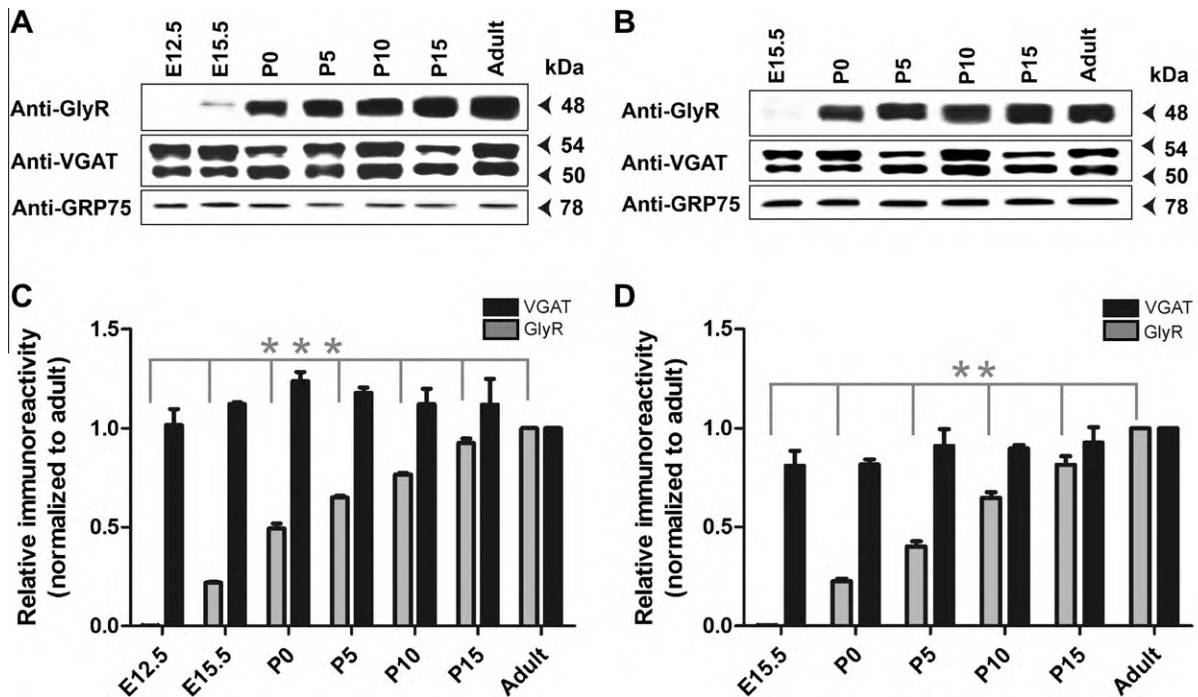 A
E12.5 E15.5 P0 P5 P10 P15 Adult
kDa
Anti-GlyR 48
Anti-VGAT 54
50
Anti-GRP75 78
B
E15.5 P0 P5 P10 P15 Adult
kDa
Anti-GlyR 48
Anti-VGAT 54
50
Anti-GRP75 78
C
VGAT
GlyR
Relative immunoreactivity
(normalized to adult)
1.5
1.0
0.5
0.0
* * *
E12.5 E15.5 P0 P5 P10 P15 Adult
D
VGAT
GlyR
Relative immunoreactivity
(normalized to adult)
1.5
1.0
0.5
0.0
**
E15.5 P0 P5 P10 P15 Adult